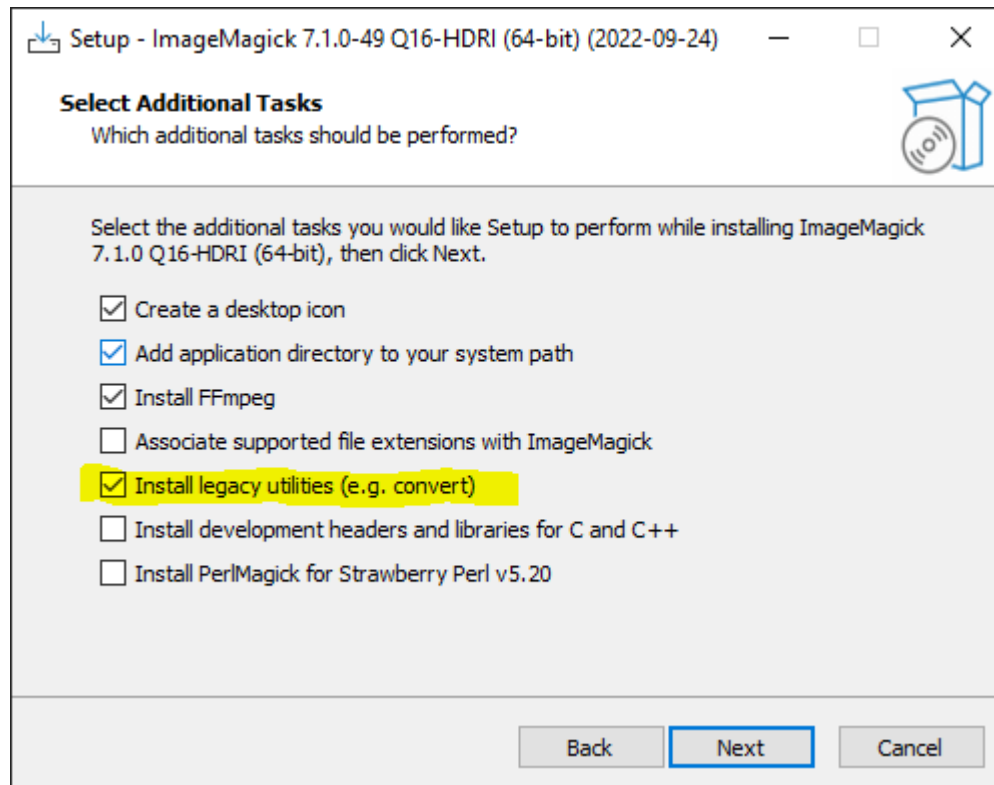 Setup - ImageMagick 7.1.0-49 Q16-HDRI (64-bit) (2022-09-24)
Select Additional Tasks
Which additional tasks should be performed?
Select the additional tasks you would like Setup to perform while installing ImageMagick
7.1.0 Q16-HDRI (64-bit), then click Next.
Create a desktop icon
Add application directory to your system path
Install FFmpeg
Associate supported file extensions with ImageMagick
Install legacy utilities (e.g. convert)
Install development headers and libraries for C and C++
Install PerlMagick for Strawberry Perl v5.20
Back
Next
Cancel